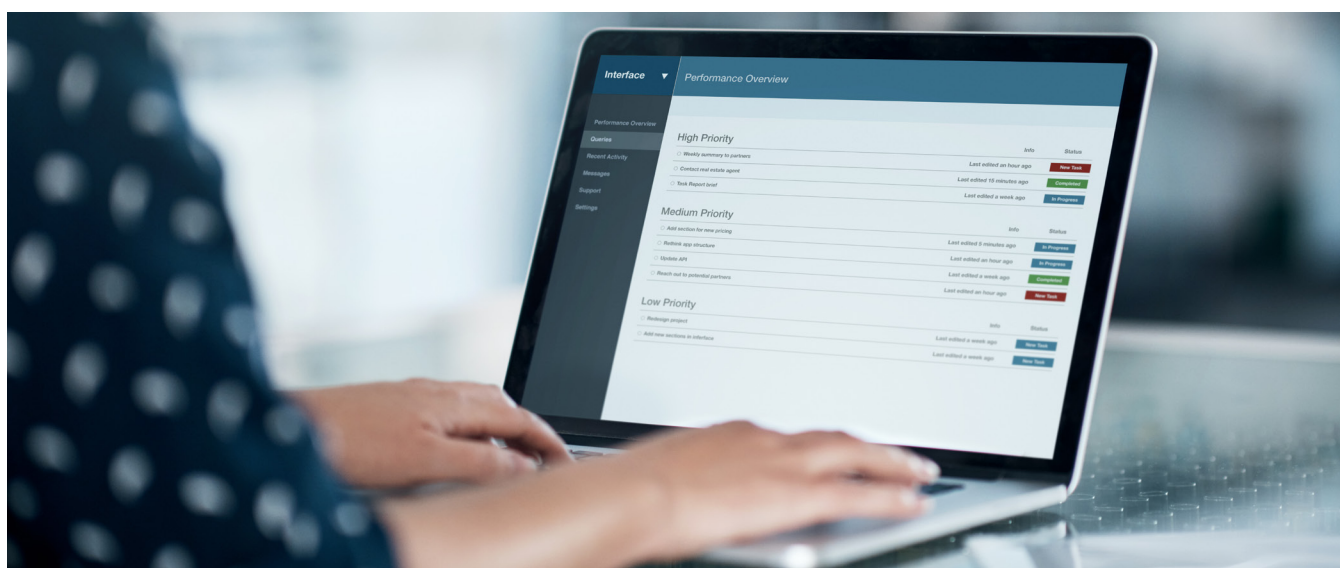 Interface ▼ Performance Overview
Performance Overview
Queries
Recent Activity
Messages
Support
Settings
High Priority Info Status
Weekly summary to partners Last edited an hour ago New Task
Contact real estate agent Last edited 15 minutes ago Completed
Task Report brief Last edited a week ago In Progress
Medium Priority Info Status
Add section for new pricing Last edited 5 minutes ago In Progress
Rethink app structure Last edited an hour ago In Progress
Update API Last edited a week ago Completed
Reach out to potential partners Last edited an hour ago New Task
Low Priority Info Status
Redesign project Last edited a week ago New Task
Add new sections in interface Last edited a week ago New Task